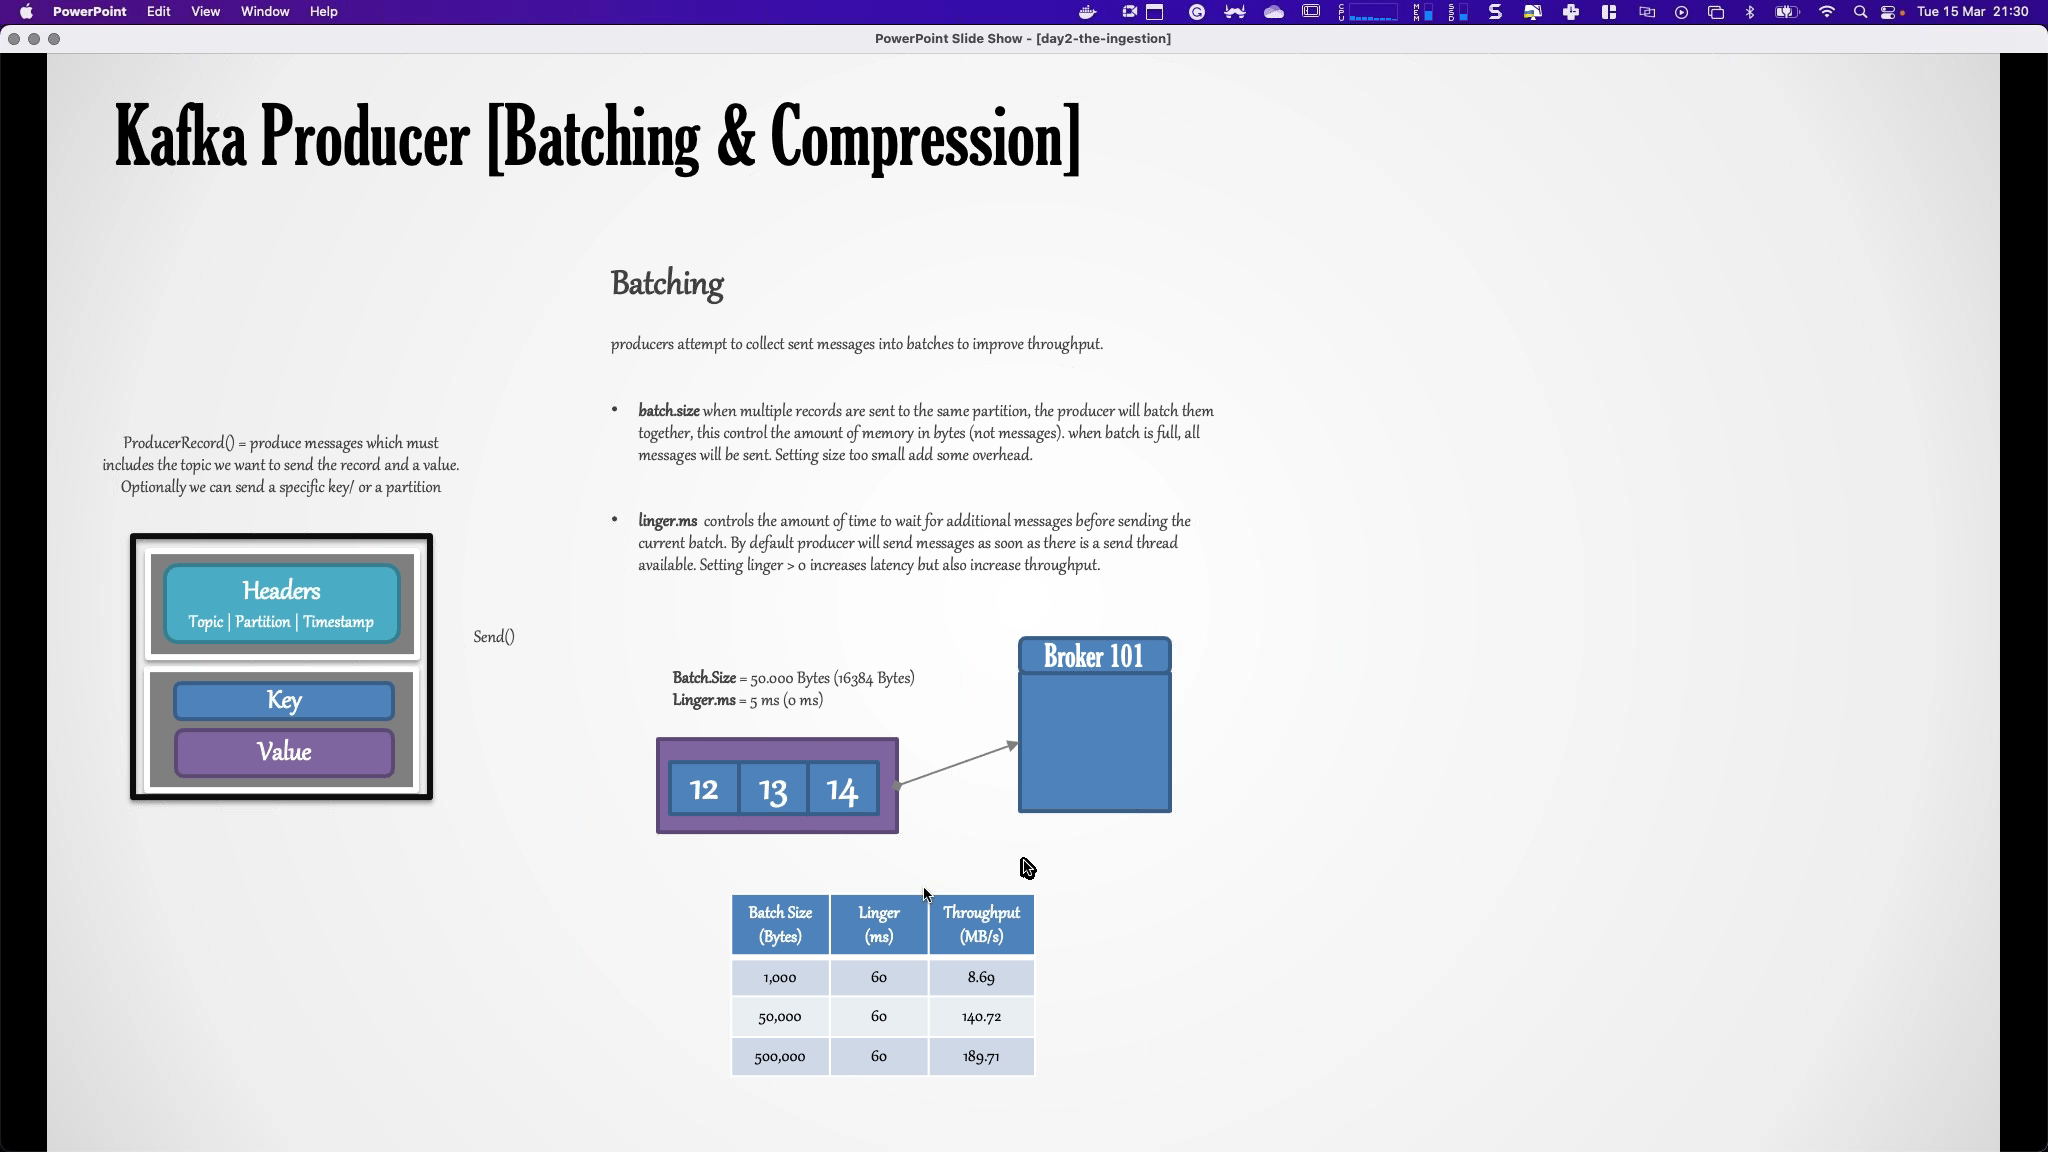 PowerPoint Edit View Window Help
Tue 15 Mar 21:30
PowerPoint Slide Show - [day2-the-ingestion]
Kafka Producer [Batching & Compression]
Batching
producers attempt to collect sent messages into batches to improve throughput.
• batch.size when multiple records are sent to the same partition, the producer will batch them
together, this control the amount of memory in bytes (not messages). when batch is full, all
messages will be sent. Setting size too small add some overhead.
• linger.ms controls the amount of time to wait for additional messages before sending the
current batch. By default producer will send messages as soon as there is a send thread
available. Setting linger > 0 increases latency but also increase throughput.
ProducerRecord() = produce messages which must
includes the topic we want to send the record and a value.
Optionally we can send a specific key/ or a partition
Headers
Topic | Partition | Timestamp
Key
Value
Send()
Batch.Size = 50.000 Bytes (16384 Bytes)
Linger.ms = 5 ms (0 ms)
12 13 14
Broker 101
Batch Size (Bytes) Linger (ms) Throughput (MB/s)
1,000 60 8.69
50,000 60 140.72
500,000 60 189.71